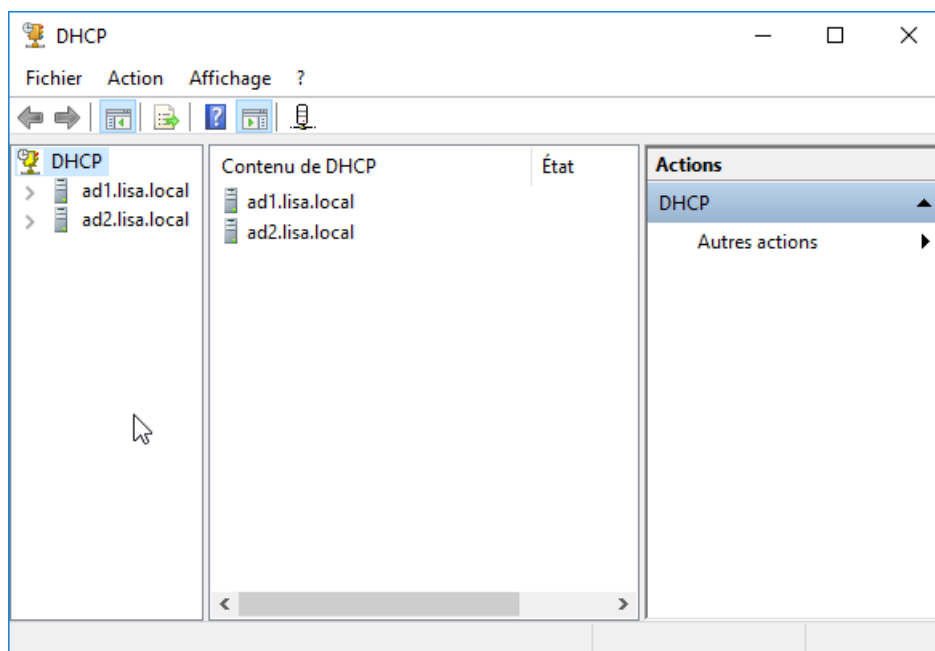 DHCP
Fichier Action Affichage ?
DHCP
ad1.lisa.local
ad2.lisa.local
Contenu de DHCP État
ad1.lisa.local
ad2.lisa.local
Actions
DHCP
Autres actions